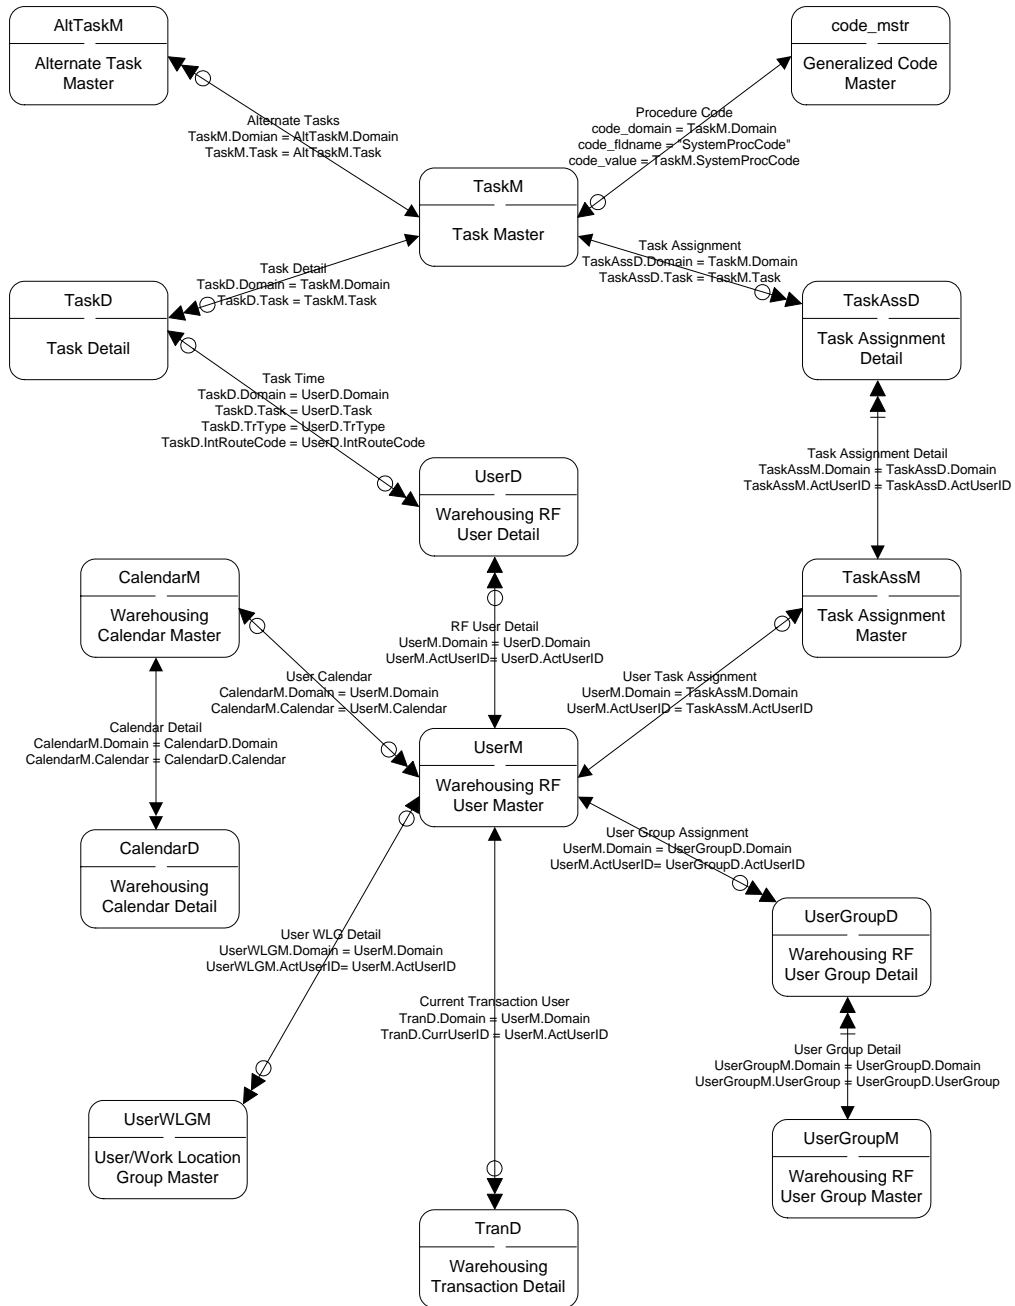 AltTaskM
Alternate Task
Master
code_mstr
Generalized Code
Master
Alternate Tasks
TaskM.Domian = AltTaskM.Domain
TaskM.Task = AltTaskM.Task
Procedure Code
code_domain = TaskM.Domain
code_fldname = "SystemProcCode"
code_value = TaskM.SystemProcCode
TaskM
Task Master
Task Detail
TaskD.Domain = TaskM.Domain
TaskD.Task = TaskM.Task
Task Assignment
TaskAssD.Domain = TaskM.Domain
TaskAssD.Task = TaskM.Task
TaskD
Task Detail
TaskAssD
Task Assignment
Detail
Task Time
TaskD.Domain = UserD.Domain
TaskD.Task = UserD.Task
TaskD.TrType = UserD.TrType
TaskD.IntRouteCode = UserD.IntRouteCode
Task Assignment Detail
TaskAssM.Domain = TaskAssD.Domain
TaskAssM.ActUserID = TaskAssD.ActUserID
UserD
Warehousing RF
User Detail
CalendarM
Warehousing
Calendar Master
TaskAssM
Task Assignment
Master
RF User Detail
UserM.Domain = UserD.Domain
UserM.ActUserID= UserD.ActUserID
User Calendar
CalendarM.Domain = UserM.Domain
CalendarM.Calendar = UserM.Calendar
User Task Assignment
UserM.Domain = TaskAssM.Domain
UserM.ActUserID = TaskAssM.ActUserID
Calendar Detail
CalendarM.Domain = CalendarD.Domain
CalendarM.Calendar = CalendarD.Calendar
UserM
Warehousing RF
User Master
CalendarD
Warehousing
Calendar Detail
User Group Assignment
UserM.Domain = UserGroupD.Domain
UserM.ActUserID= UserGroupD.ActUserID
UserGroupD
Warehousing RF
User Group Detail
User WLG Detail
UserWLGM.Domain = UserM.Domain
UserWLGM.ActUserID= UserM.ActUserID
Current Transaction User
TranD.Domain = UserM.Domain
TranD.CurrUserID = UserM.ActUserID
User Group Detail
UserGroupM.Domain = UserGroupD.Domain
UserGroupM.UserGroup = UserGroupD.UserGroup
UserWLGM
User/Work Location
Group Master
UserGroupM
Warehousing RF
User Group Master
TranD
Warehousing
Transaction Detail